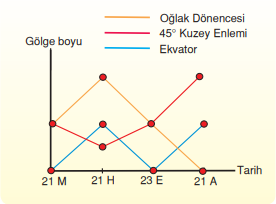 Oğlak Dönencesi
45° Kuzey Enlemi
Ekvator
Gölge boyu
Tarih
21 M
21 H
23 E
21 A